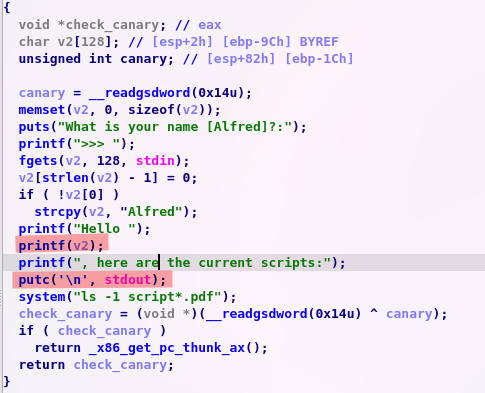 {
void *check_canary; // eax
char v2[128]; // [esp+2h] [ebp-9Ch] BYREF
unsigned int canary; // [esp+82h] [ebp-1Ch]
canary = __readgsdword(0x14u);
memset(v2, 0, sizeof(v2));
puts("What is your name [Alfred]?:");
printf(">>> ");
fgets(v2, 128, stdin);
v2[strlen(v2) - 1] = 0;
if ( !v2[0] )
strcpy(v2, "Alfred");
printf("Hello ");
printf(v2);
printf(", here are the current scripts:");
putc('\n', stdout);
system("ls -1 script*.pdf");
check_canary = (void *)(__readgsdword(0x14u) ^ canary);
if ( check_canary )
return _x86_get_pc_thunk_ax();
return check_canary;
}